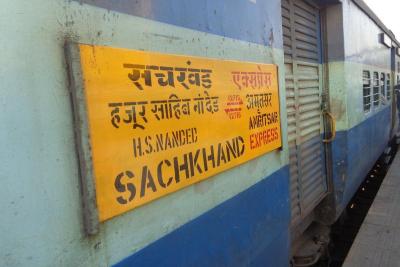 सचखंड एक्सप्रेस
हजूर साहिब नांदेड़ अमृतसर
H.S.NANDED AMRITSAR
SACHKHAND EXPRESS